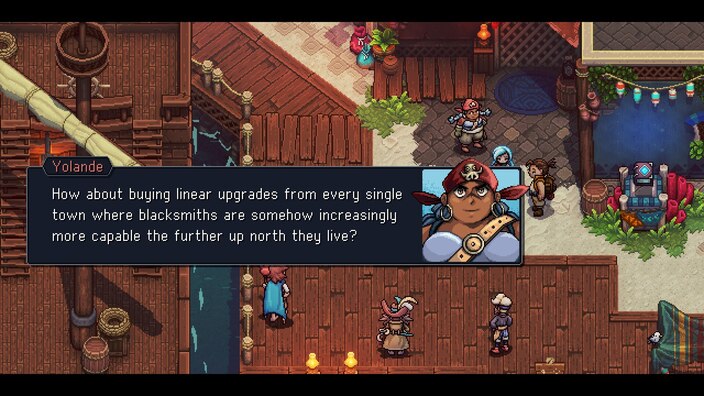 Yolande
How about buying linear upgrades from every single
town where blacksmiths are somehow increasingly
more capable the further up north they live?